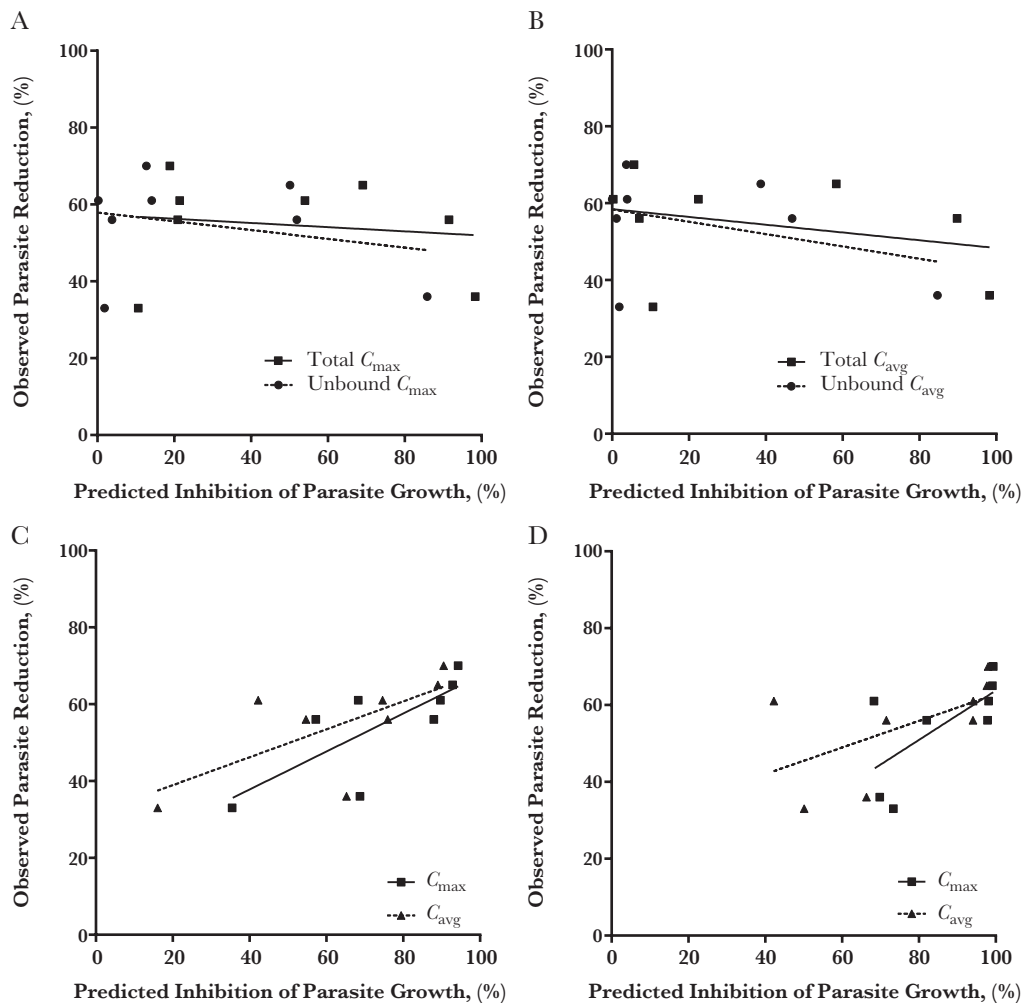 A
B
Observed Parasite Reduction, (%)
100
80
60
40
20
0
Total Cmax
Unbound Cmax
0 20 40 60 80 100
Predicted Inhibition of Parasite Growth, (%)
Observed Parasite Reduction, (%)
100
80
60
40
20
0
Total Cavg
Unbound Cavg
0 20 40 60 80 100
Predicted Inhibition of Parasite Growth, (%)
C
D
Observed Parasite Reduction, (%)
100
80
60
40
20
0
Cmax
Cavg
0 20 40 60 80 100
Predicted Inhibition of Parasite Growth, (%)
Observed Parasite Reduction, (%)
100
80
60
40
20
0
Cmax
Cavg
0 20 40 60 80 100
Predicted Inhibition of Parasite Growth, (%)